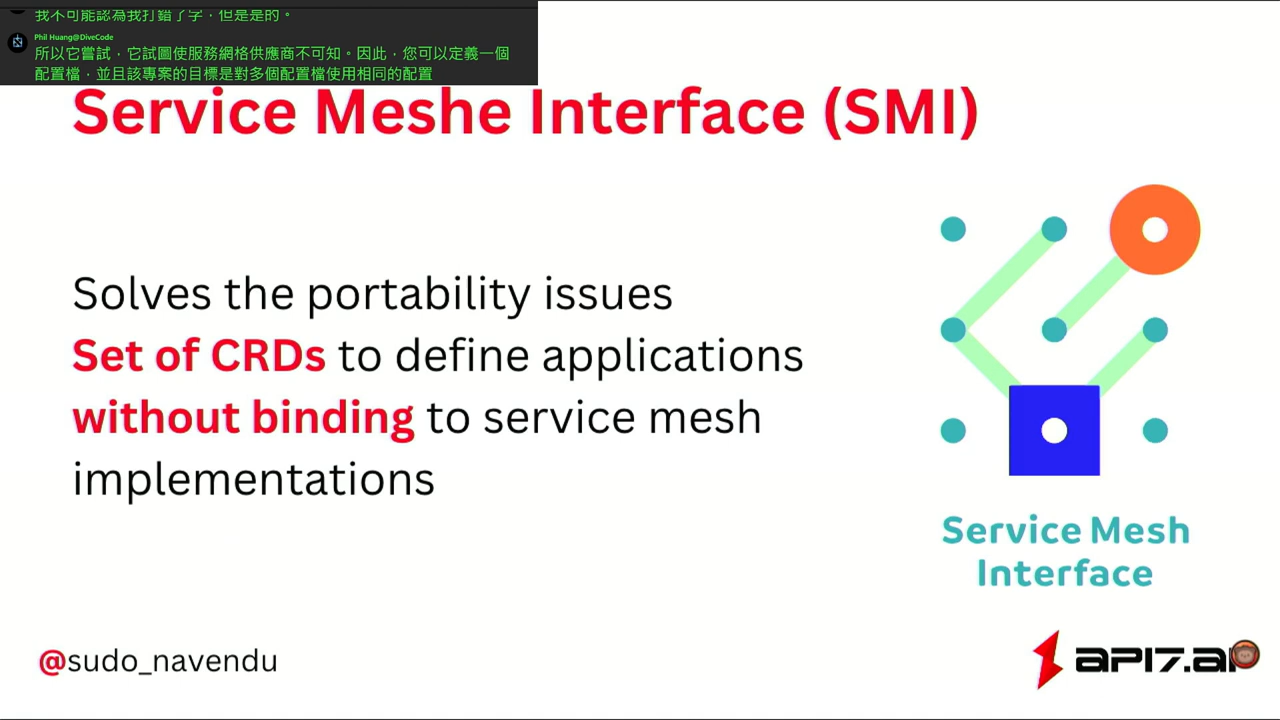 我不可能認為我打錯了字，但是是的。
Phil Huang@DiveCode
所以它嘗試，它試圖使服務網格供應商不可知。因此，您可以定義一個
配置檔，並且該專案的目標是對多個配置檔使用相同的配置
Service Meshe Interface (SMI)
Solves the portability issues
Set of CRDs to define applications
without binding to service mesh
implementations
Service Mesh
Interface
@sudo_navendu
API7.ai